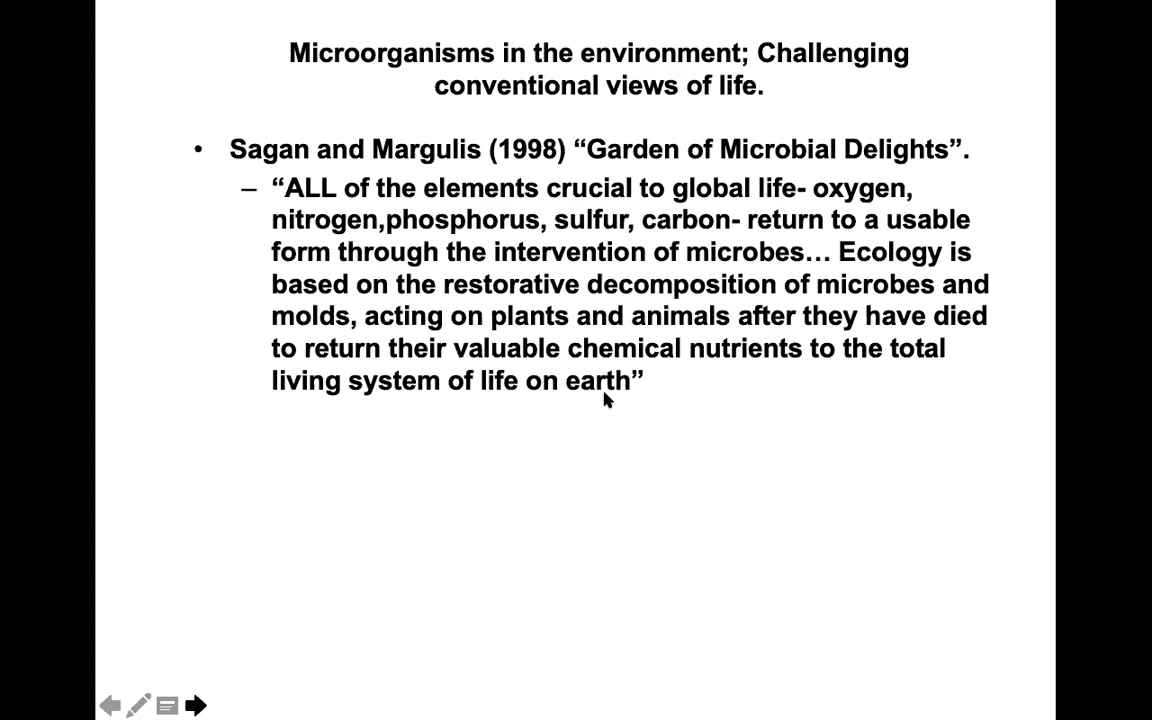 Microorganisms in the environment; Challenging
conventional views of life.
• Sagan and Margulis (1998) “Garden of Microbial Delights”.
– “ALL of the elements crucial to global life- oxygen,
nitrogen,phosphorus, sulfur, carbon- return to a usable
form through the intervention of microbes… Ecology is
based on the restorative decomposition of microbes and
molds, acting on plants and animals after they have died
to return their valuable chemical nutrients to the total
living system of life on earth”